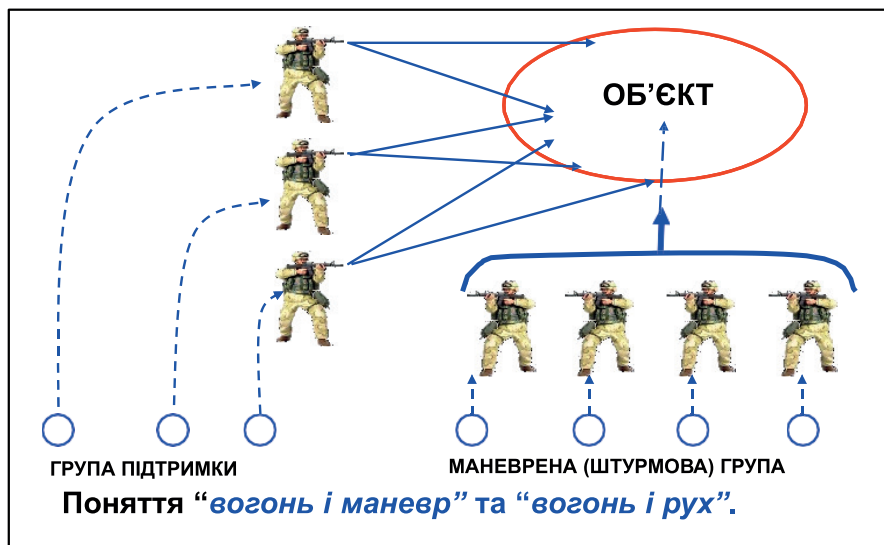 ОБ’ЄКТ
ГРУПА ПІДТРИМКИ
МАНЕВРЕНА (ШТУРМОВА) ГРУПА
Поняття “вогонь і маневр” та “вогонь і рух”.